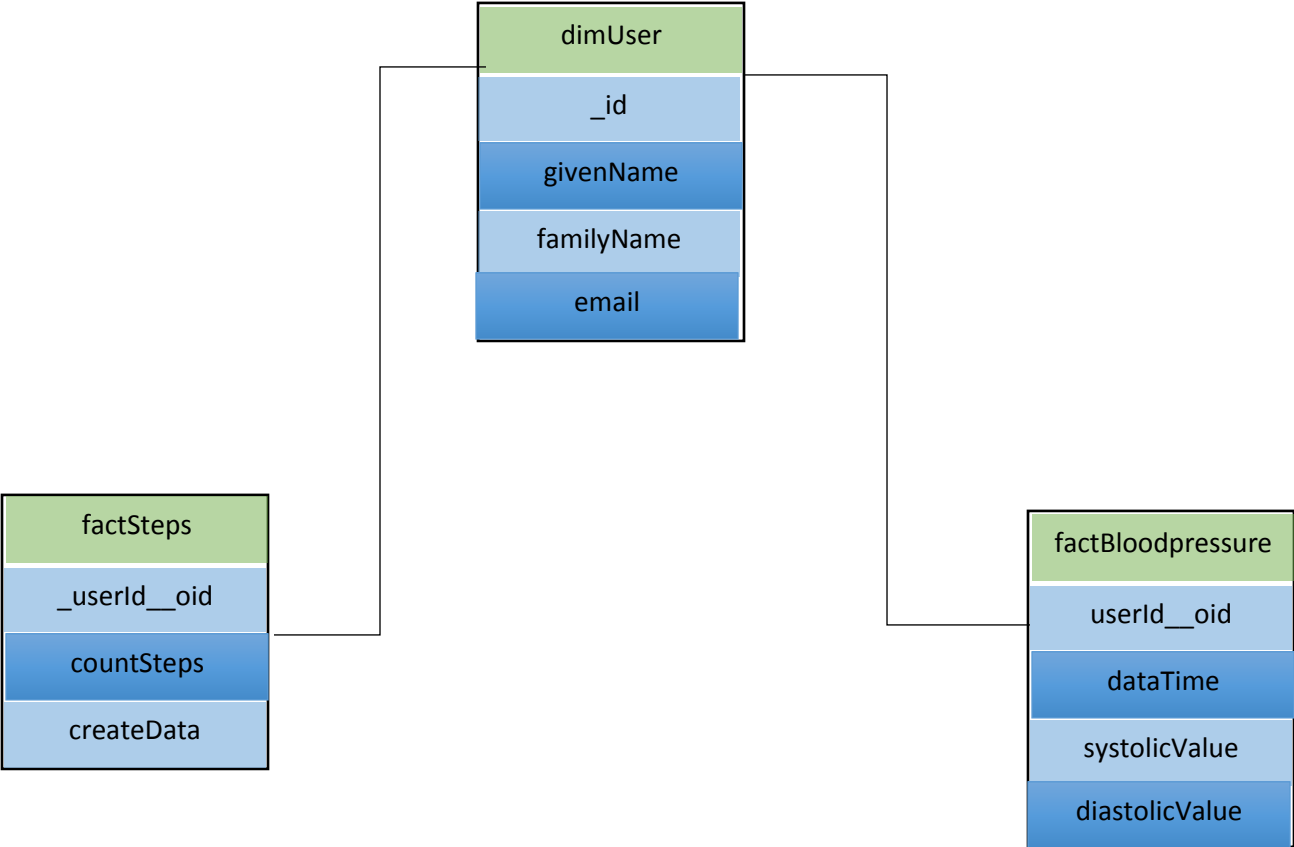 dimUser
_id
givenName
familyName
email
factSteps
_userId__oid
countSteps
createData
factBloodpressure
userId__oid
dataTime
systolicValue
diastolicValue